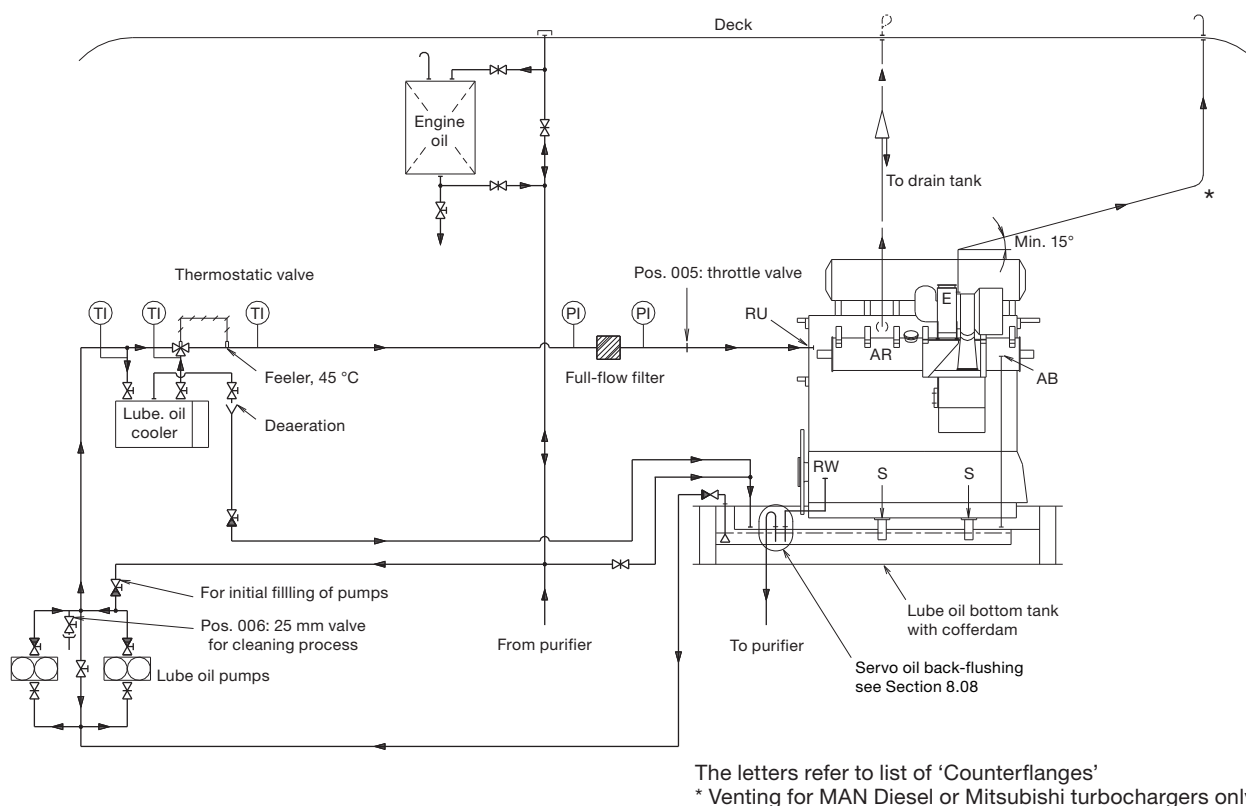 Deck
Engine
oil
To drain tank
*
Min. 15°
Thermostatic valve
Pos. 005: throttle valve
TI
TI
TI
PI
PI
RU
E
AR
AB
Feeler, 45 °C
Full-flow filter
Lube. oil
cooler
Deaeration
RW
S
S
For initial fillling of pumps
Pos. 006: 25 mm valve
for cleaning process
From purifier
To purifier
Lube oil bottom tank
with cofferdam
Lube oil pumps
Servo oil back-flushing
see Section 8.08
The letters refer to list of ‘Counterflanges’
* Venting for MAN Diesel or Mitsubishi turbochargers only